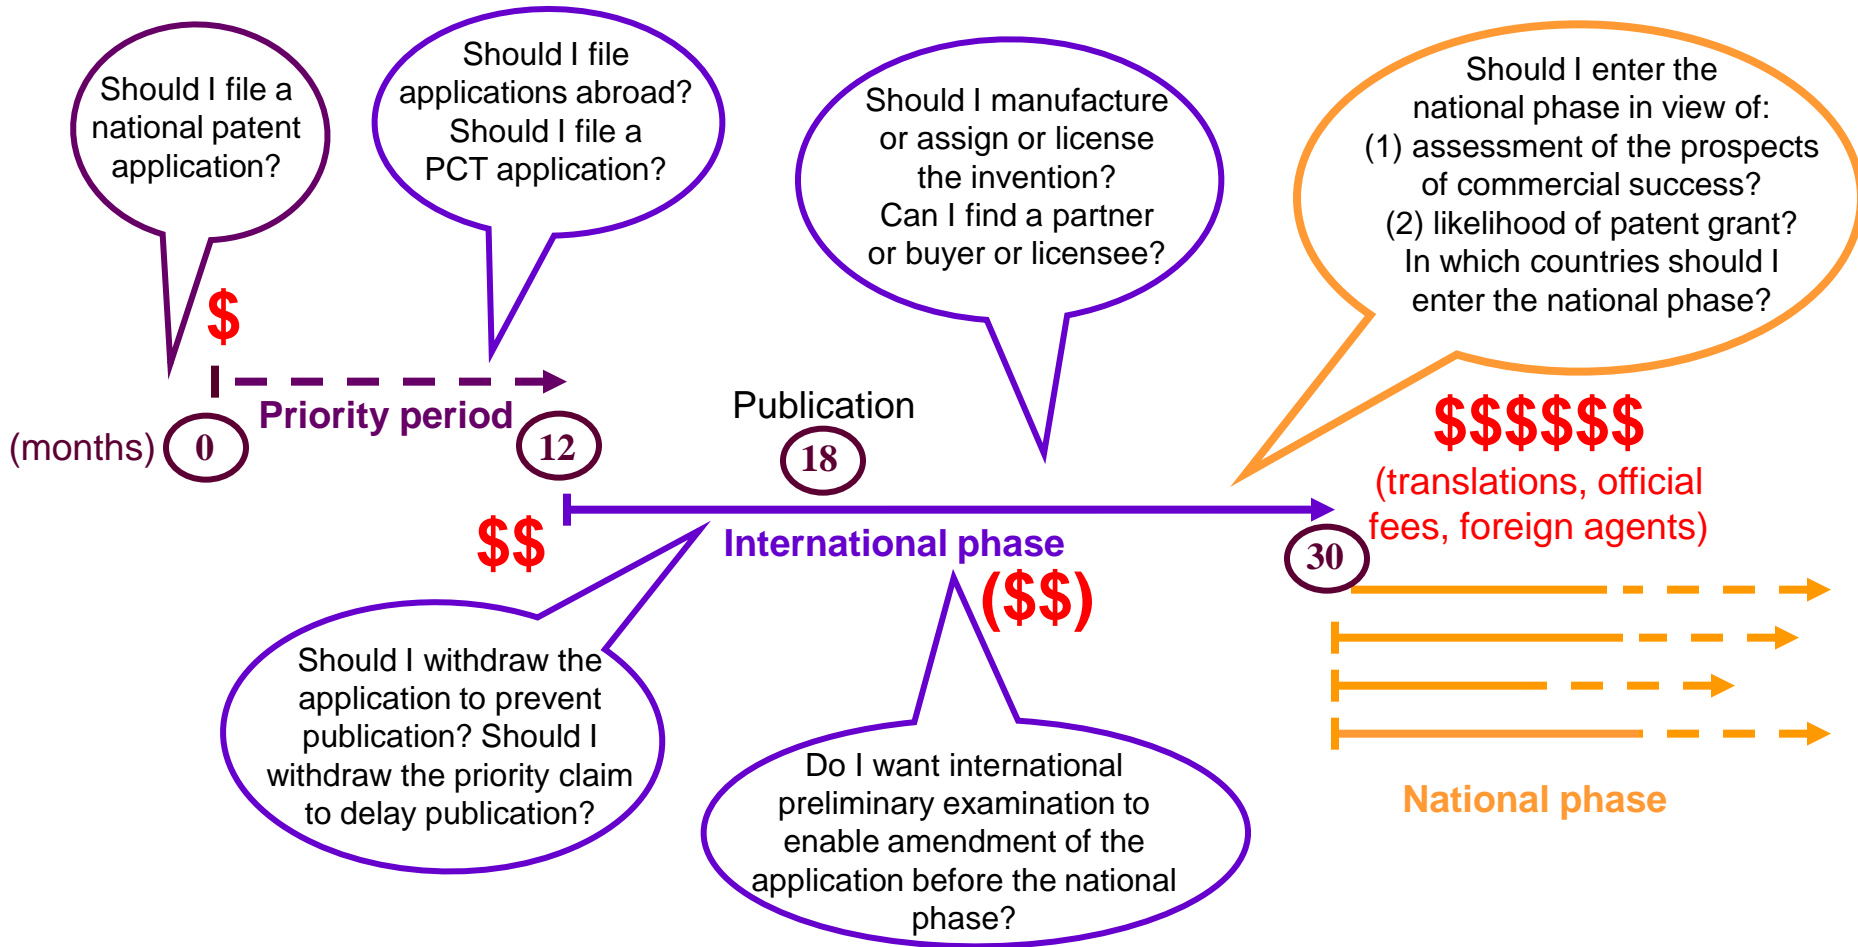 Should I file a
national patent
application?
Should I file
applications abroad?
Should I file a
PCT application?
Should I manufacture
or assign or license
the invention?
Can I find a partner
or buyer or licensee?
Should I enter the
national phase in view of:
(1) assessment of the prospects
of commercial success?
(2) likelihood of patent grant?
In which countries should I
enter the national phase?
$
Priority period
(months)
0
12
Publication
18
$$$$$$
(translations, official
fees, foreign agents)
$$
International phase
($$)
30
Should I withdraw the
application to prevent
publication? Should I
withdraw the priority claim
to delay publication?
Do I want international
preliminary examination to
enable amendment of the
application before the national
phase?
National phase